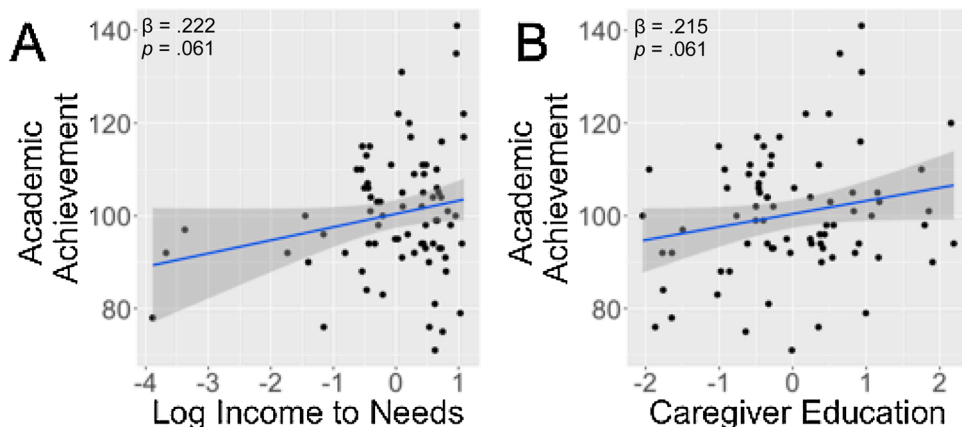 A
β = .222
p = .061
Academic
Achievement
140
120
100
80
-4 -3 -2 -1 0 1
Log Income to Needs
B
β = .215
p = .061
Academic
Achievement
140
120
100
80
-2 -1 0 1 2
Caregiver Education